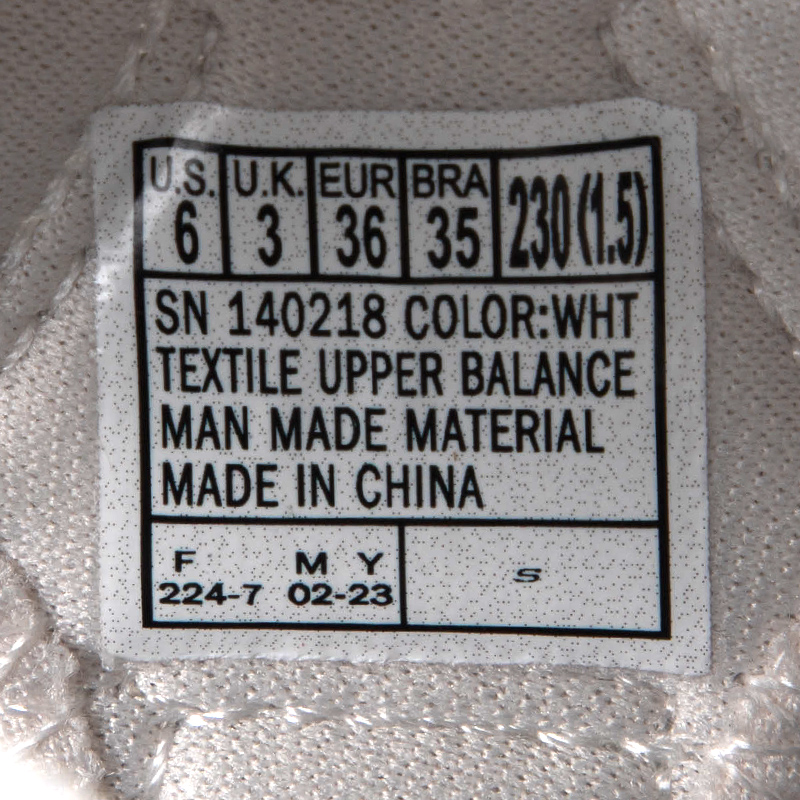 U.S. U.K. EUR BRA 230 (1.5)
6 3 36 35
SN 140218 COLOR:WHT
TEXTILE UPPER BALANCE
MAN MADE MATERIAL
MADE IN CHINA
F M Y S
224-7 02-23